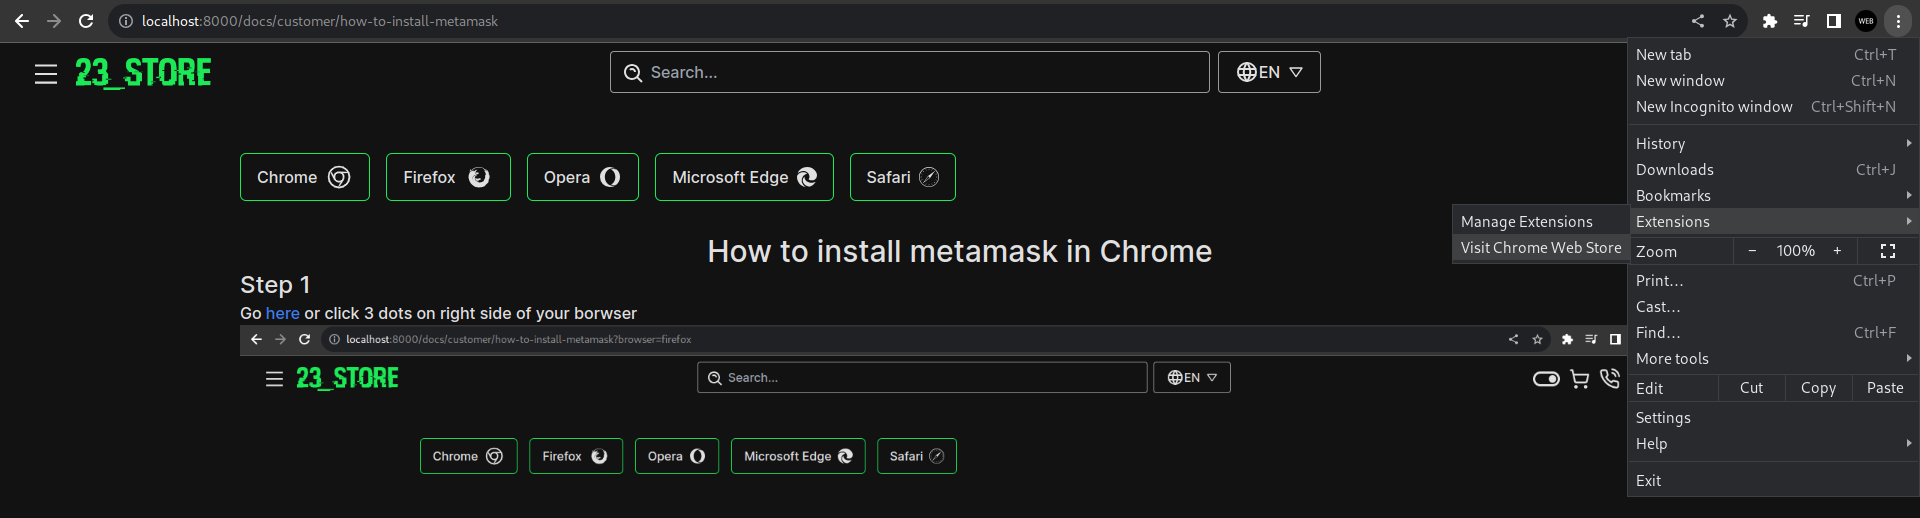 localhost:8000/docs/customer/how-to-install-metamask
WEB
23_STORE
Search...
EN
New tab Ctrl+T
New window Ctrl+N
New Incognito window Ctrl+Shift+N
History
Downloads Ctrl+J
Bookmarks
Extensions
Manage Extensions
Visit Chrome Web Store
Zoom - 100% +
Print... Ctrl+P
Cast...
Find... Ctrl+F
More tools
Edit Cut Copy Paste
Settings
Help
Exit
Chrome Firefox Opera Microsoft Edge Safari
How to install metamask in Chrome
Step 1
Go here or click 3 dots on right side of your borwser
localhost:8000/docs/customer/how-to-install-metamask?browser=firefox
23_STORE
Search...
EN
Chrome Firefox Opera Microsoft Edge Safari